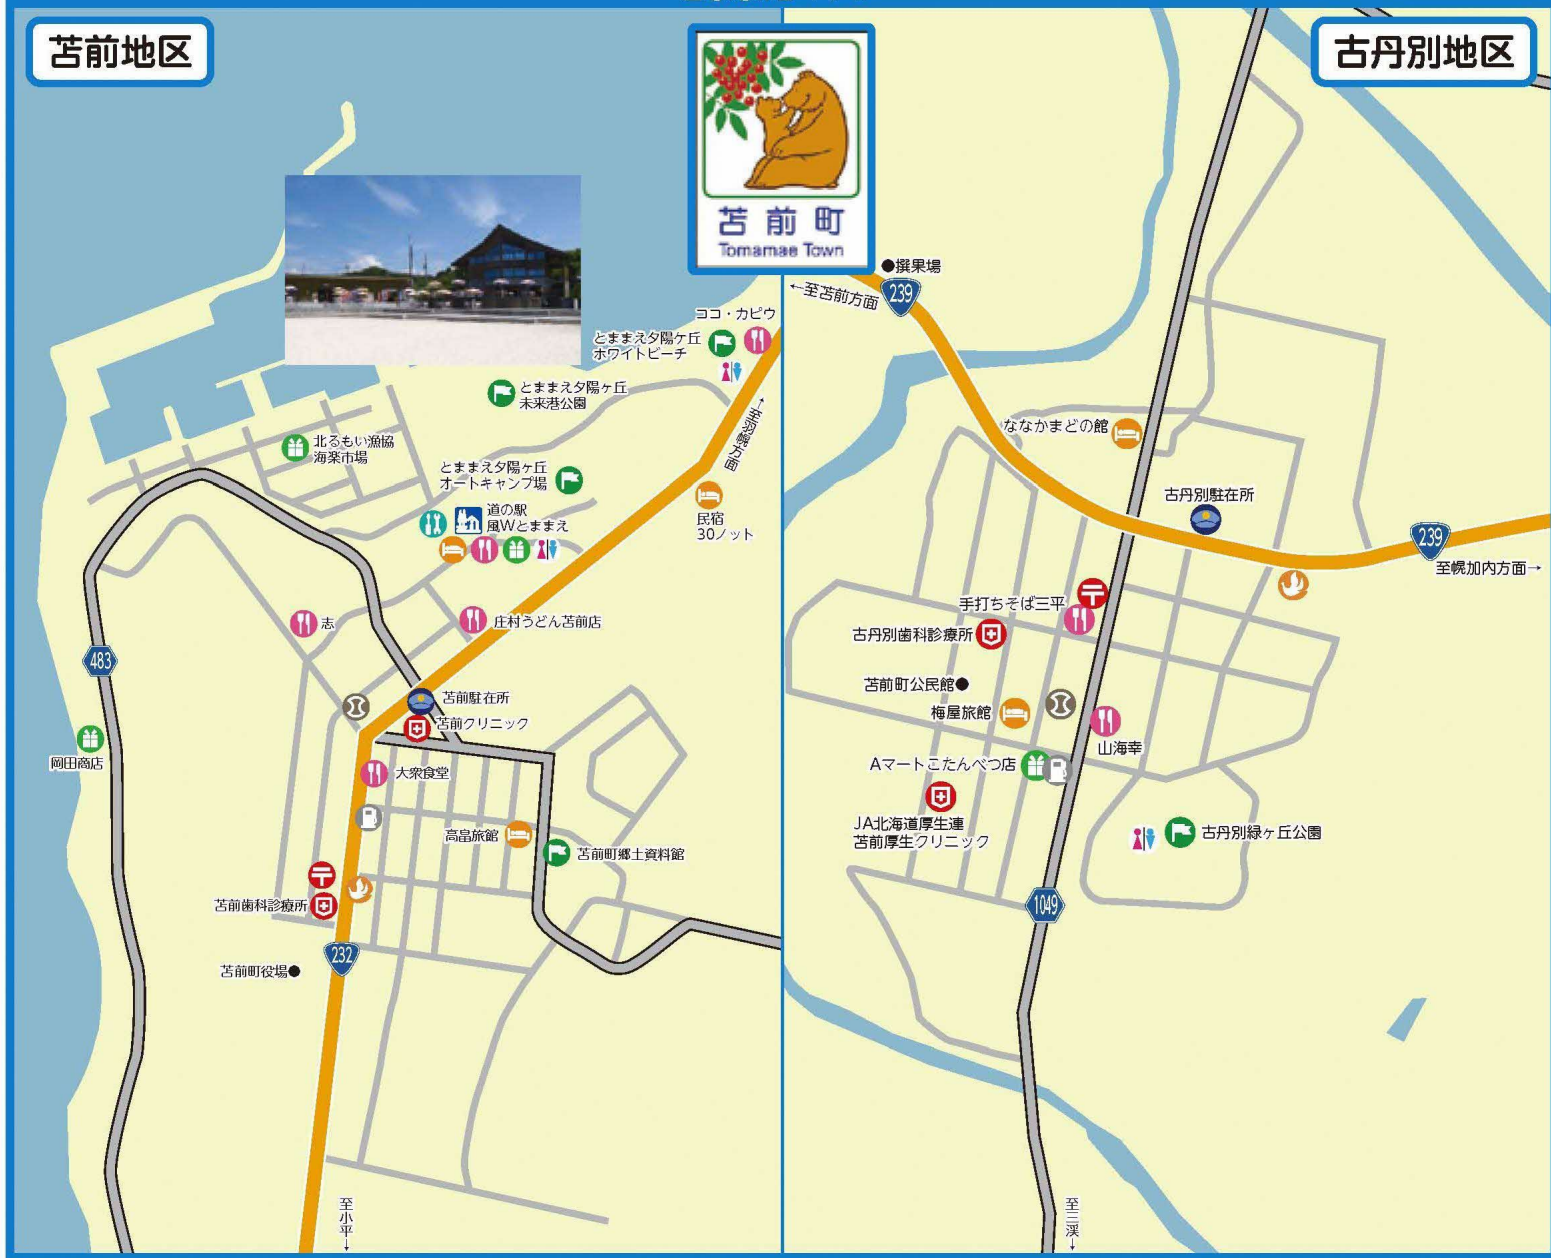 苫前地区
古丹別地区
苫前町
Tomamae Town
●撰果場
239
←至苫前方面
ココ・カピウ
とままえ夕陽ケ丘
ホワイトビーチ
とままえ夕陽ヶ丘
未来港公園
←至羽幌方面
北るもい漁協
海楽市場
とままえ夕陽ヶ丘
オートキャンプ場
道の駅
風Wとままえ
民宿
30ノット
志
庄村うどん苫前店
483
苫前駐在所
苫前クリニック
岡田商店
大衆食堂
高畠旅館
苫前町郷土資料館
苫前歯科診療所
232
苫前町役場●
至小平→
ななかまどの館
古丹別駐在所
239
至幌加内方面→
手打ちそば三平
古丹別歯科診療所
苫前町公民館●
梅屋旅館
山海幸
Aマートこたんべつ店
JA北海道厚生連
苫前厚生クリニック
古丹別緑ヶ丘公園
1049
至三渓→